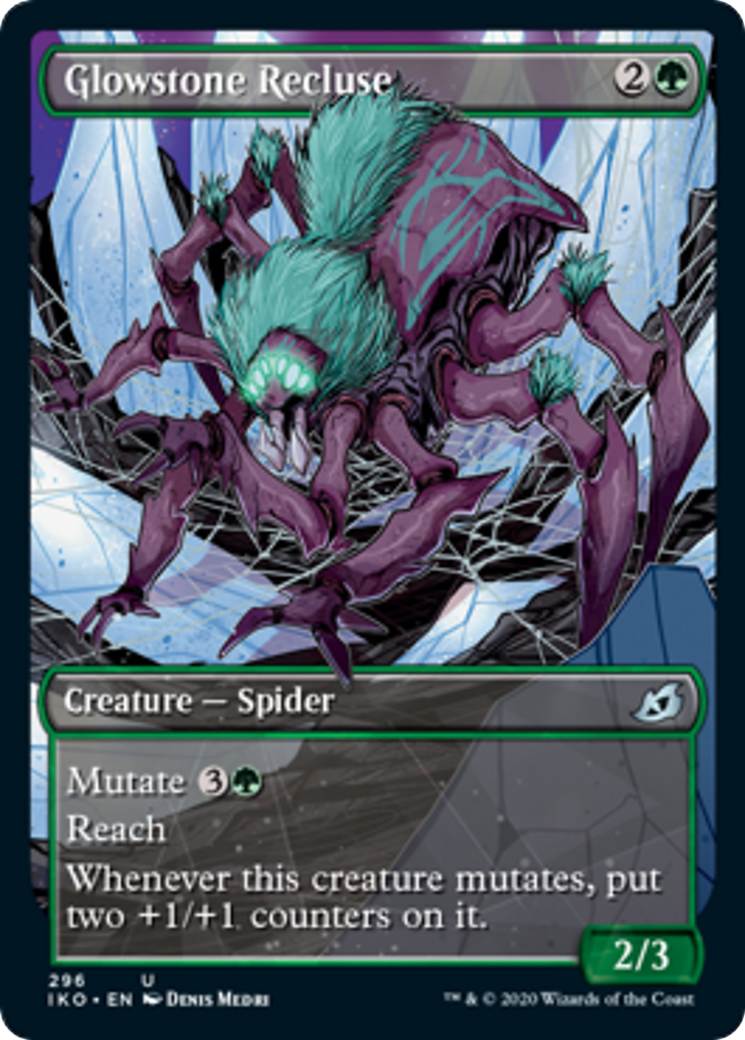 Glowstone Recluse 2
Creature — Spider
Mutate 3
Reach
Whenever this creature mutates, put
two +1/+1 counters on it.
2/3
296 U
IKO • EN Denis Medri
™ & © 2020 Wizards of the Coast